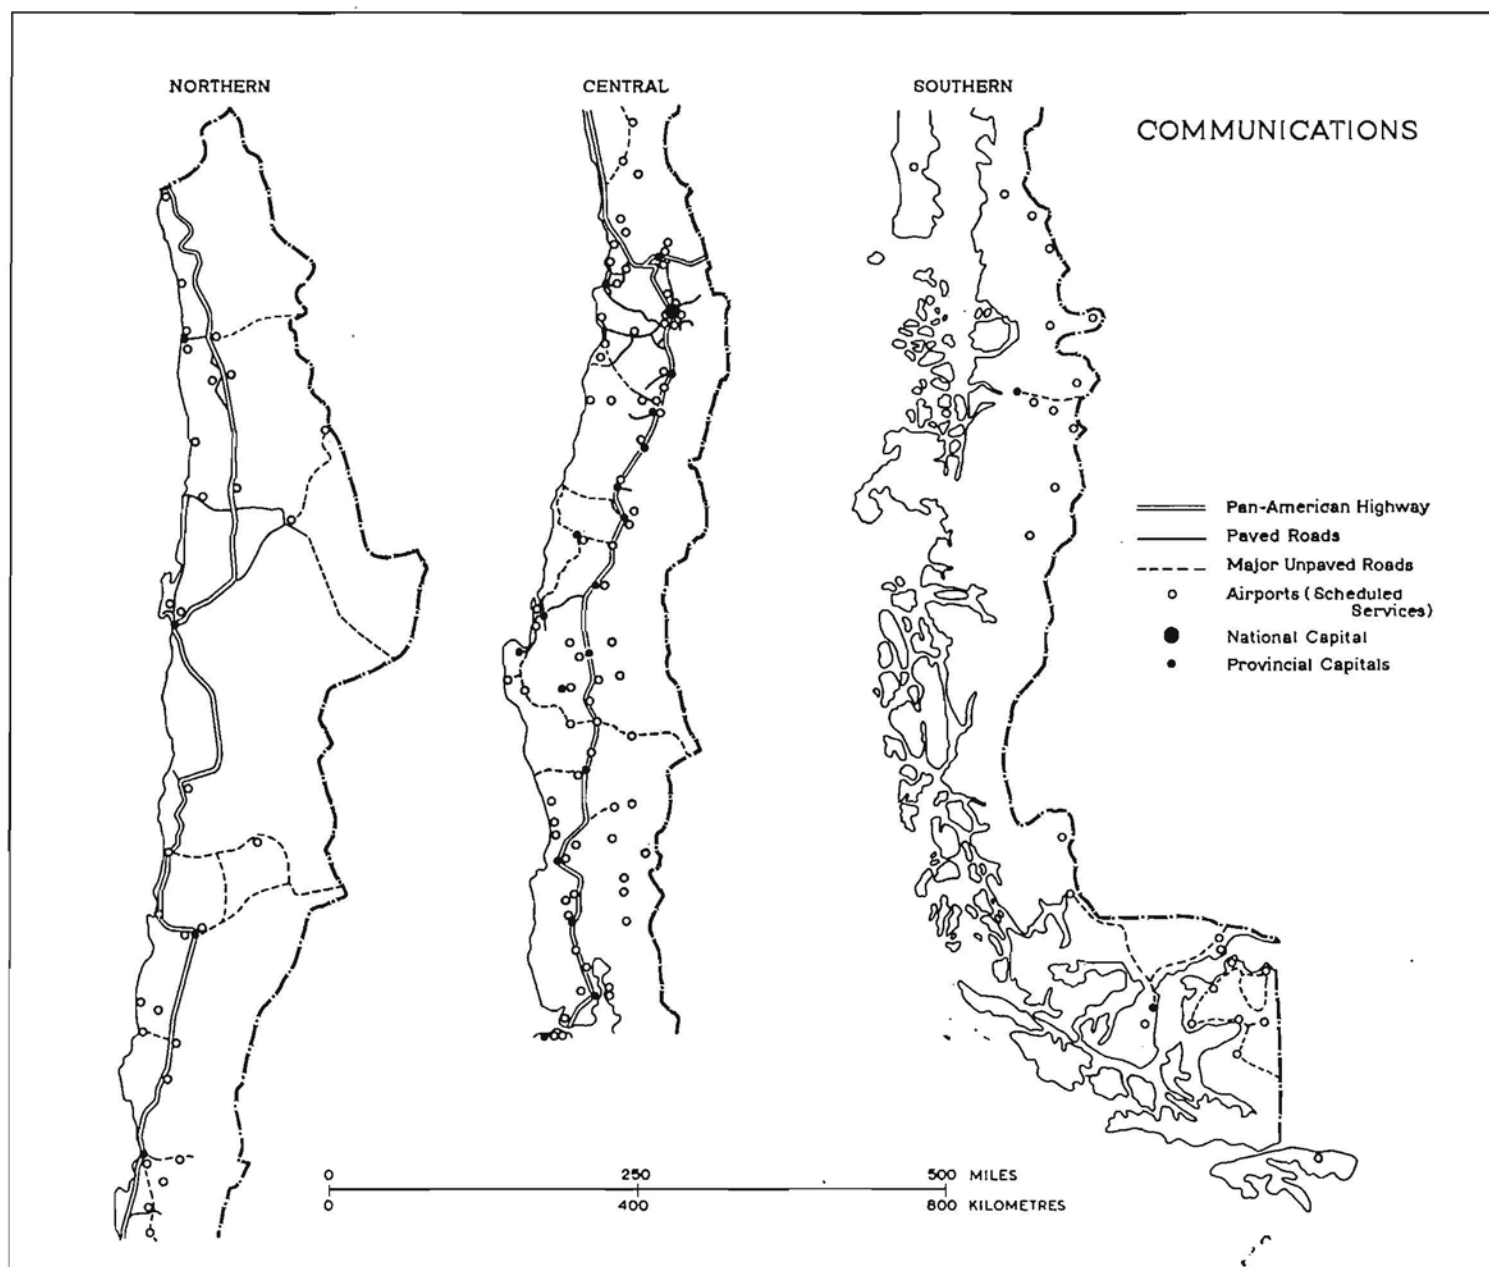 NORTHERN
CENTRAL
SOUTHERN
COMMUNICATIONS
Pan-American Highway
Paved Roads
Major Unpaved Roads
Airports (Scheduled
Services)
National Capital
Provincial Capitals
0 250 500 MILES
0 400 800 KILOMETRES